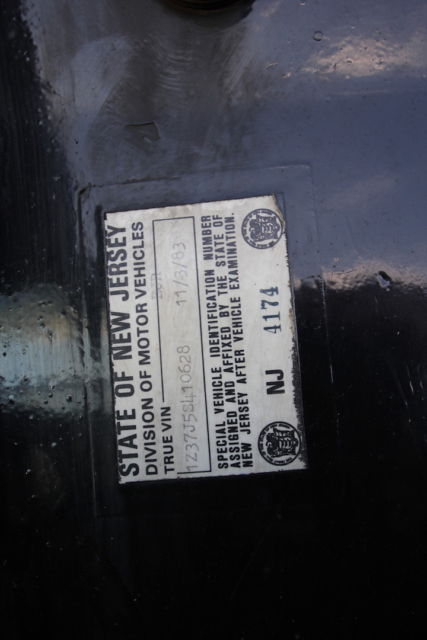 STATE OF NEW JERSEY
DIVISION OF MOTOR VEHICLES
TRUE VIN
1Z37J5S410628 11/3/83
SPECIAL VEHICLE IDENTIFICATION NUMBER
ASSIGNED AND AFFIXED BY THE STATE OF
NEW JERSEY AFTER VEHICLE EXAMINATION.
NJ 4174